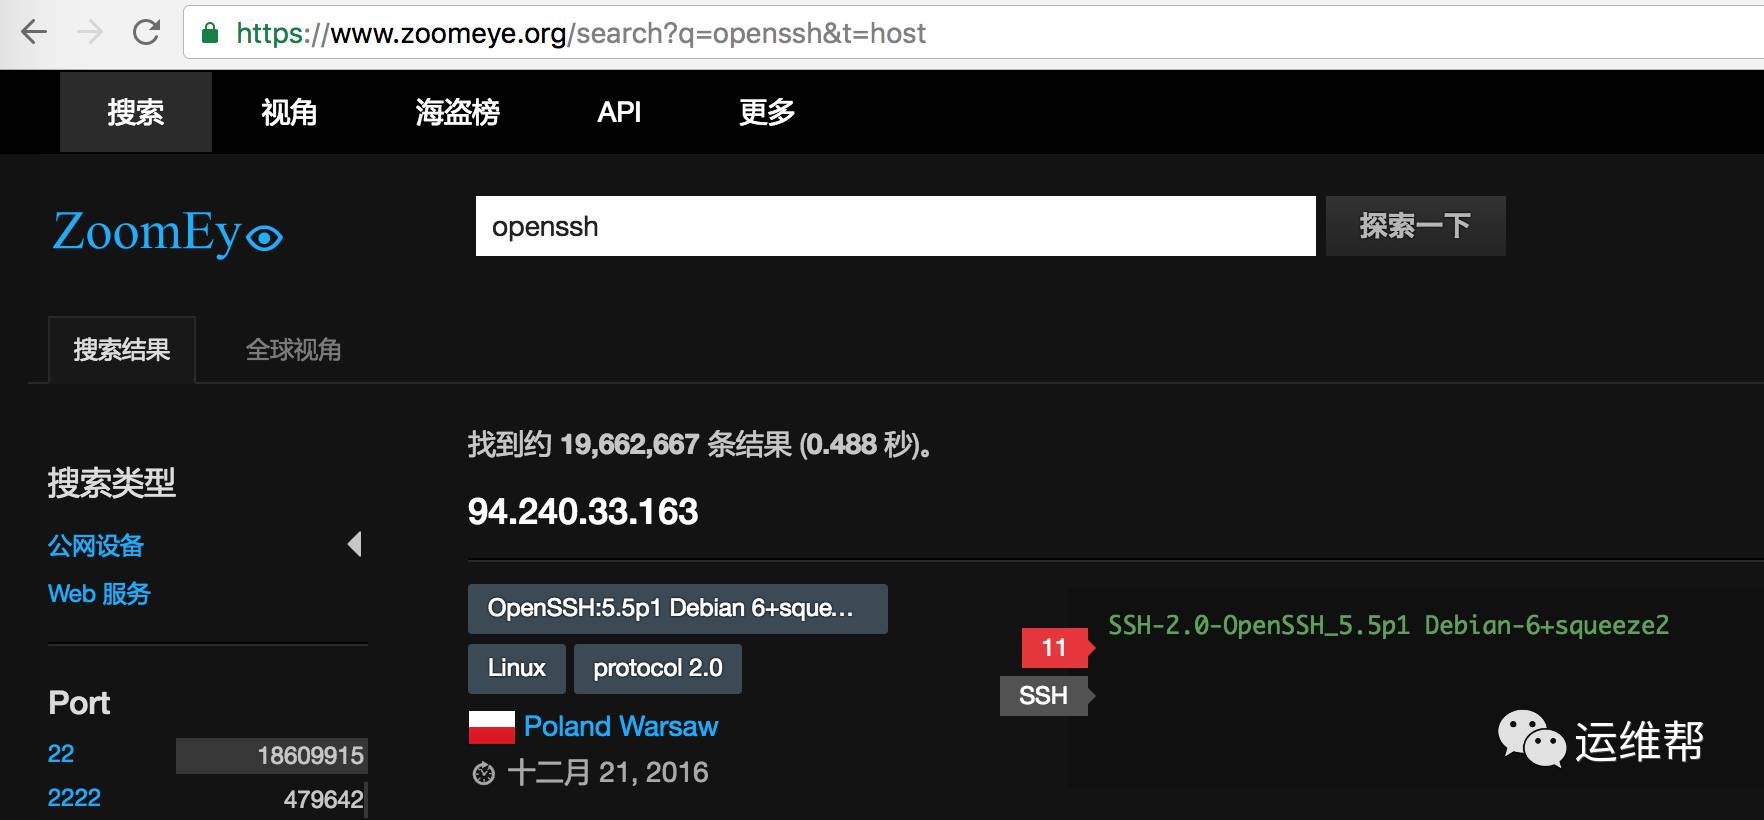 https://www.zoomeye.org/search?q=openssh&t=host
搜索 视角 海盗榜 API 更多
ZoomEye
openssh 探索一下
搜索结果 全球视角
找到约 19,662,667 条结果 (0.488 秒)。
搜索类型
94.240.33.163
公网设备
Web 服务
OpenSSH:5.5p1 Debian 6+sque...
SSH-2.0-OpenSSH_5.5p1 Debian-6+squeeze2
11
Linux protocol 2.0
SSH
Port
Poland Warsaw
22 18609915
十二月 21, 2016
2222 479642
运维帮